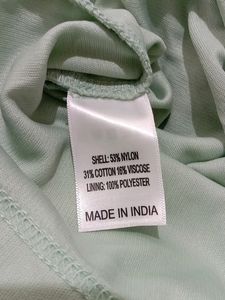 SHELL: 53% NYLON
31% COTTON 16% VISCOSE
LINING: 100% POLYESTER
MADE IN INDIA